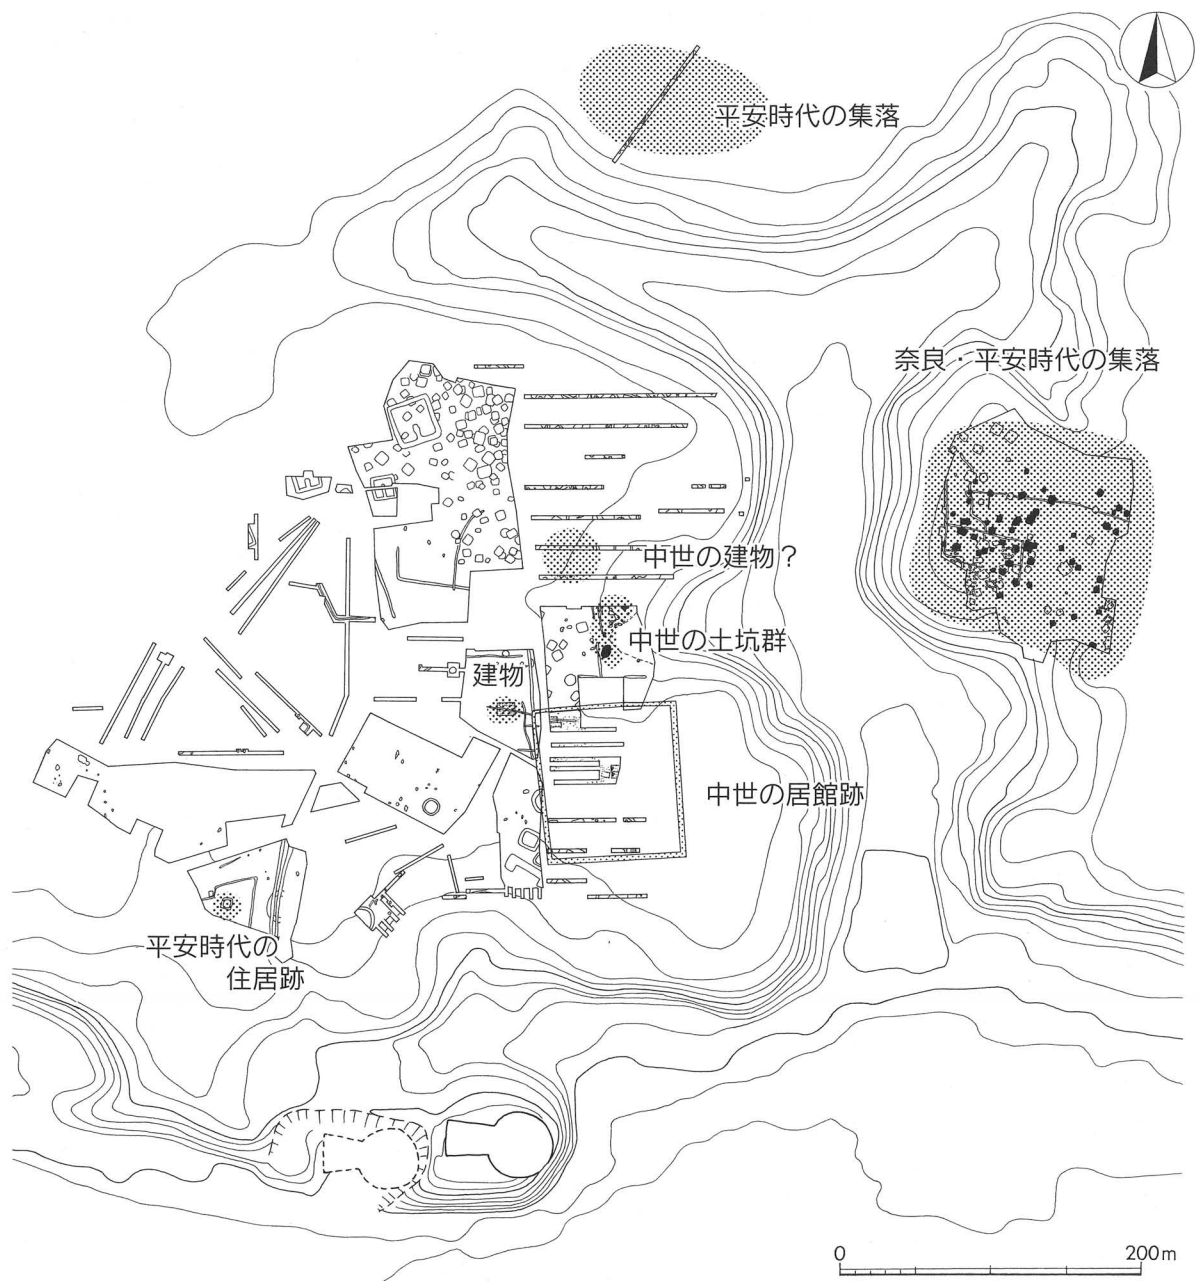 平安時代の集落
奈良・平安時代の集落
中世の建物?
中世の土坑群
建物
中世の居館跡
平安時代の
住居跡
0 200m